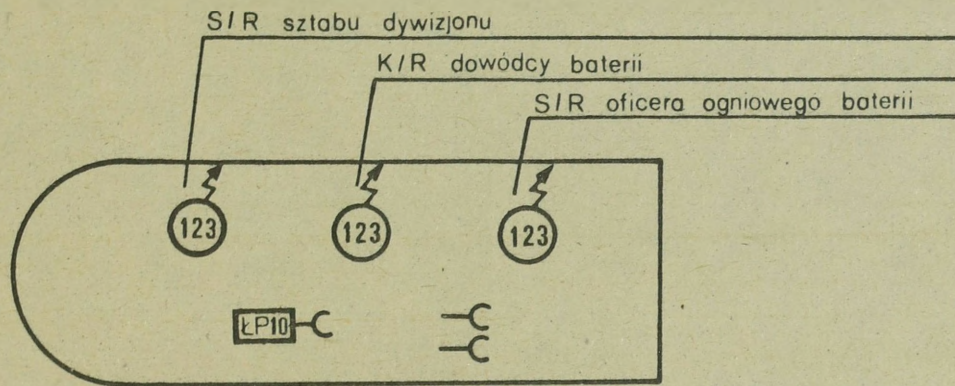 S/R sztabu dywizjonu
K/R dowódcy baterii
S/R oficera ogniowego baterii
123 123 123
ŁP10